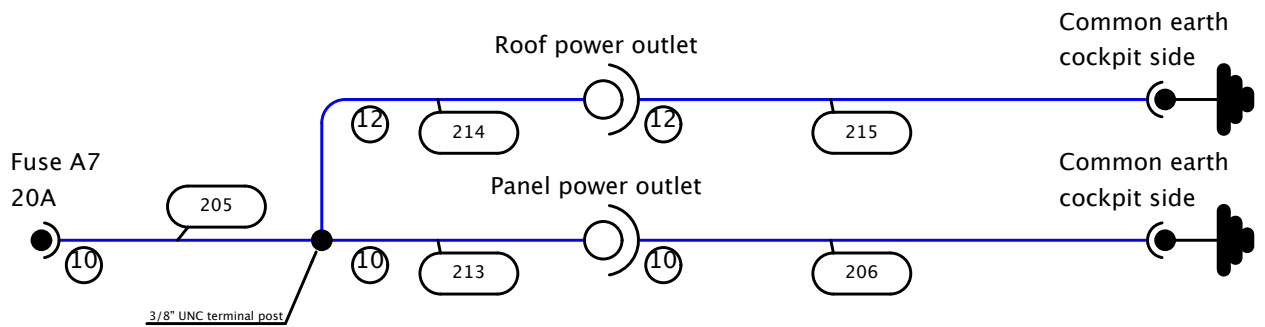 Roof power outlet
Common earth
cockpit side
12
214
12
215
Fuse A7
20A
205
Panel power outlet
Common earth
cockpit side
10
10
213
10
206
3/8" UNC terminal post